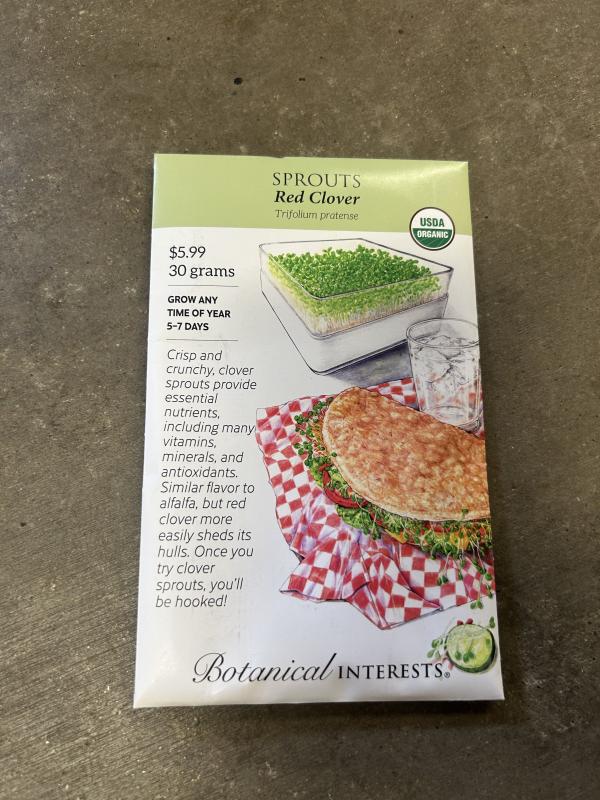 SPROUTS
Red Clover
Trifolium pratense
USDA
ORGANIC
$5.99
30 grams
GROW ANY
TIME OF YEAR
5-7 DAYS
Crisp and
crunchy, clover
sprouts provide
essential
nutrients,
including many
vitamins,
minerals, and
antioxidants.
Similar flavor to
alfalfa, but red
clover more
easily sheds its
hulls. Once you
try clover
sprouts, you'll
be hooked!
Botanical INTERESTS®